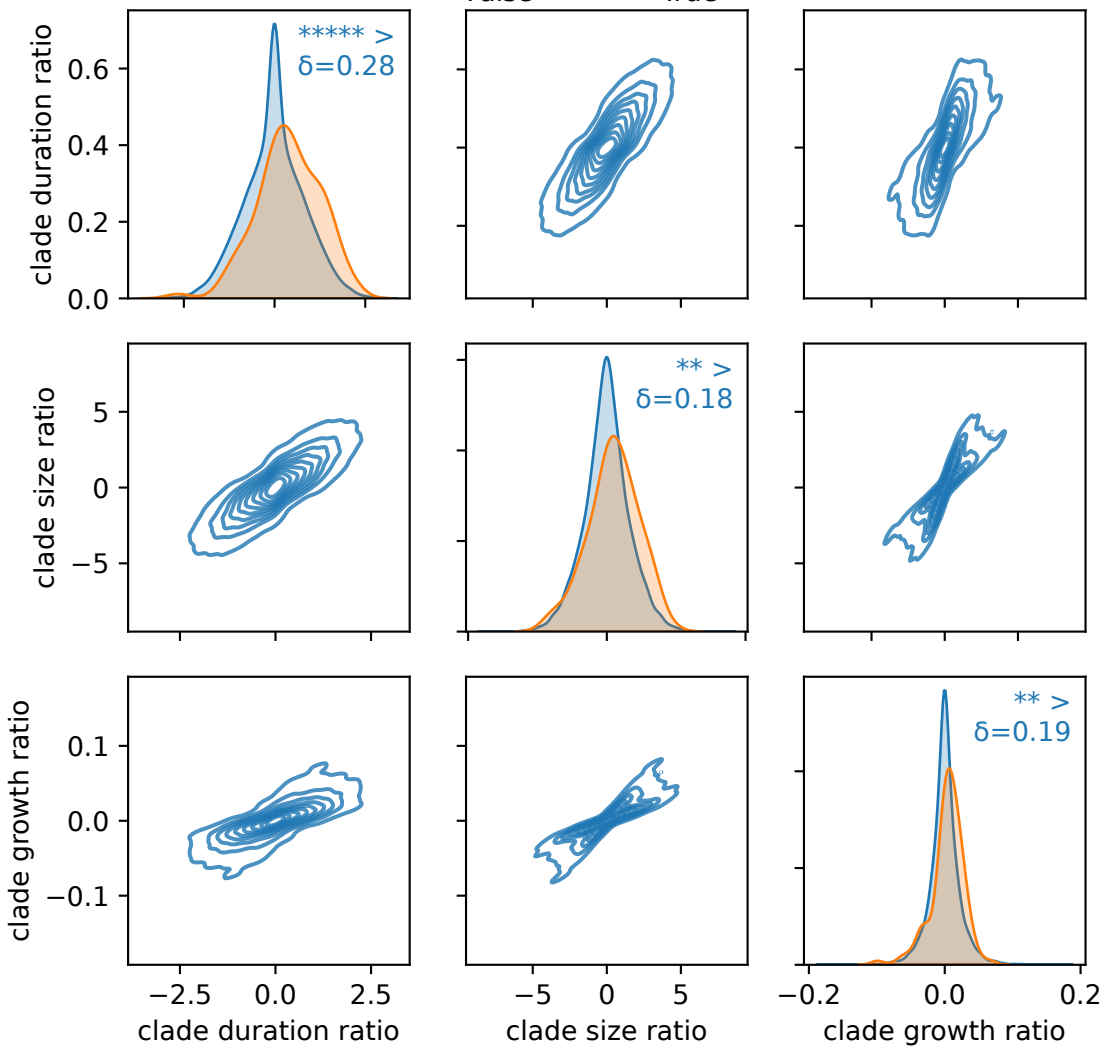 clade duration ratio
0.6
0.4
0.2
0.0
***** >
δ=0.28
clade size ratio
5
0
−5
** >
δ=0.18
clade growth ratio
0.1
0.0
−0.1
** >
δ=0.19
−2.5 0.0 2.5
−5 0 5
−0.2 0.0 0.2
clade duration ratio
clade size ratio
clade growth ratio